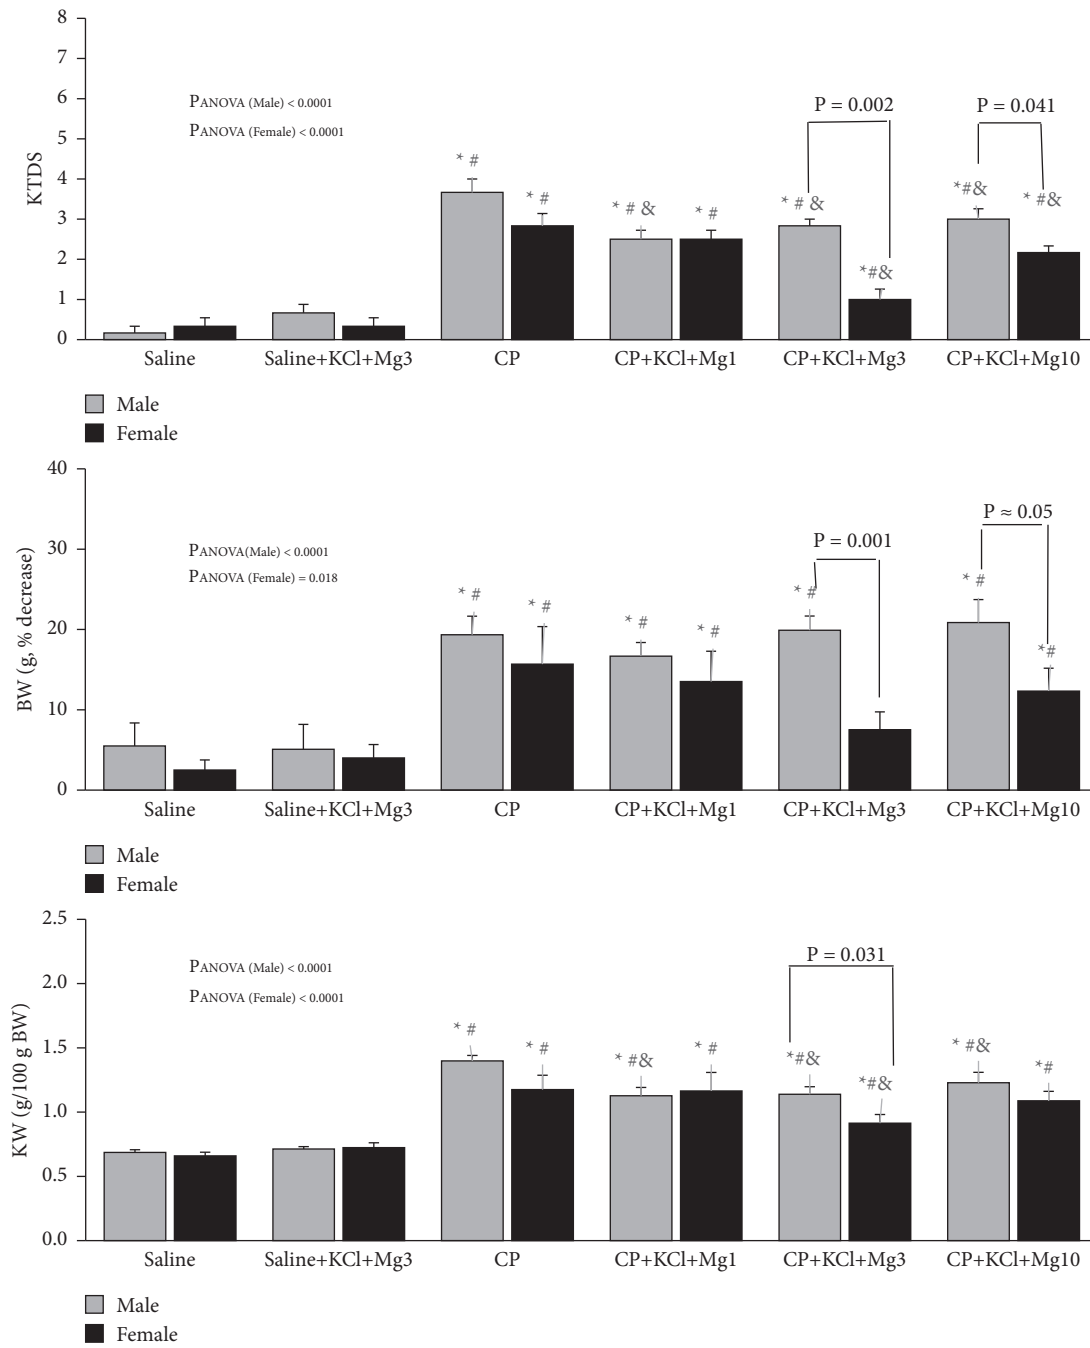 8
7
6
5
4
3
2
1
0
KTDS
PANOVA (Male) < 0.0001
PANOVA (Female) < 0.0001
P = 0.002
P = 0.041
* #
* #
* # &
* #
* # &
*#&
*#&
* #&
Saline
Saline+KCl+Mg3
CP
CP+KCl+Mg1
CP+KCl+Mg3
CP+KCl+Mg10
Male
Female
40
30
20
10
0
BW (g, % decrease)
PANOVA(Male) < 0.0001
PANOVA (Female) = 0.018
P = 0.001
P ≈ 0.05
* #
* #
* #
* #
* #
* #
*#
Saline
Saline+KCl+Mg3
CP
CP+KCl+Mg1
CP+KCl+Mg3
CP+KCl+Mg10
Male
Female
2.5
2.0
1.5
1.0
0.5
0.0
KW (g/100 g BW)
PANOVA (Male) < 0.0001
PANOVA (Female) < 0.0001
P = 0.031
* #
* #
* #&
* #
*#&
*#&
* #&
*#
Saline
Saline+KCl+Mg3
CP
CP+KCl+Mg1
CP+KCl+Mg3
CP+KCl+Mg10
Male
Female